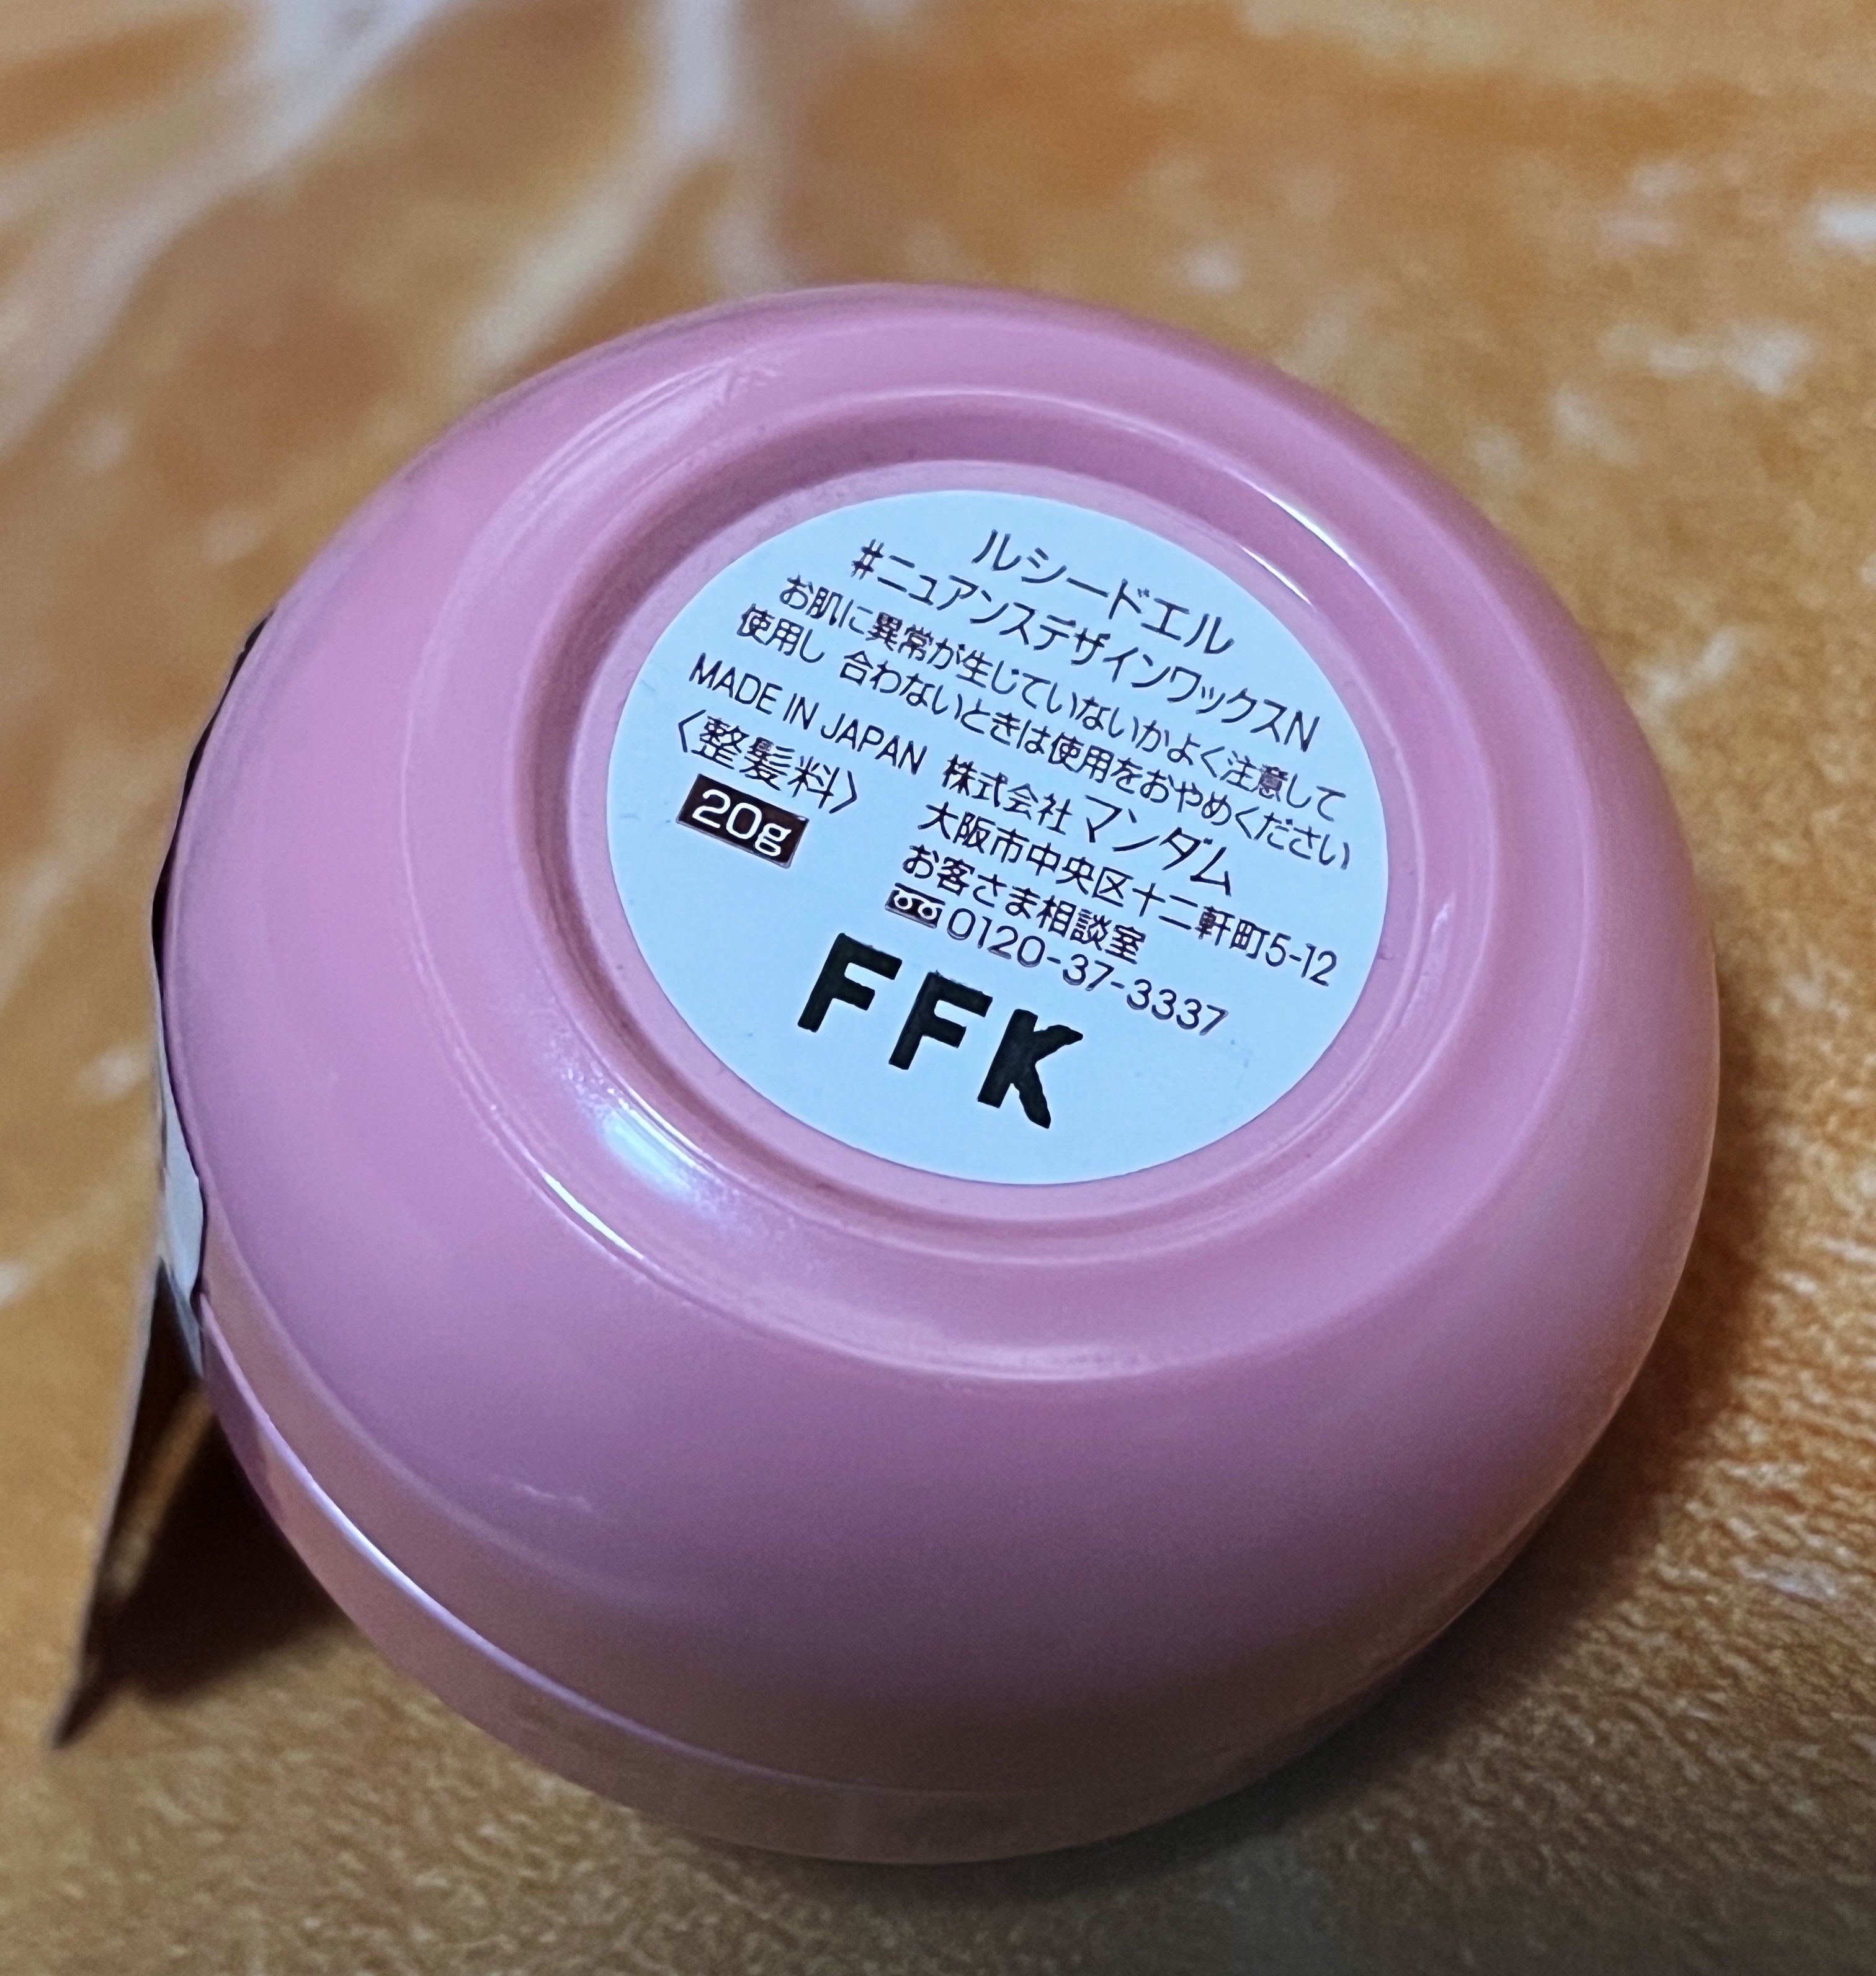 ルシードエル
#ニュアンスデザインワックスN
お肌に異常が生じていないかよく注意して
使用し 合わないときは使用をおやめください
MADE IN JAPAN 株式会社マンダム
〈整髪料〉 大阪市中央区十二軒町5-12
20g お客さま相談室
0120-37-3337
FFK